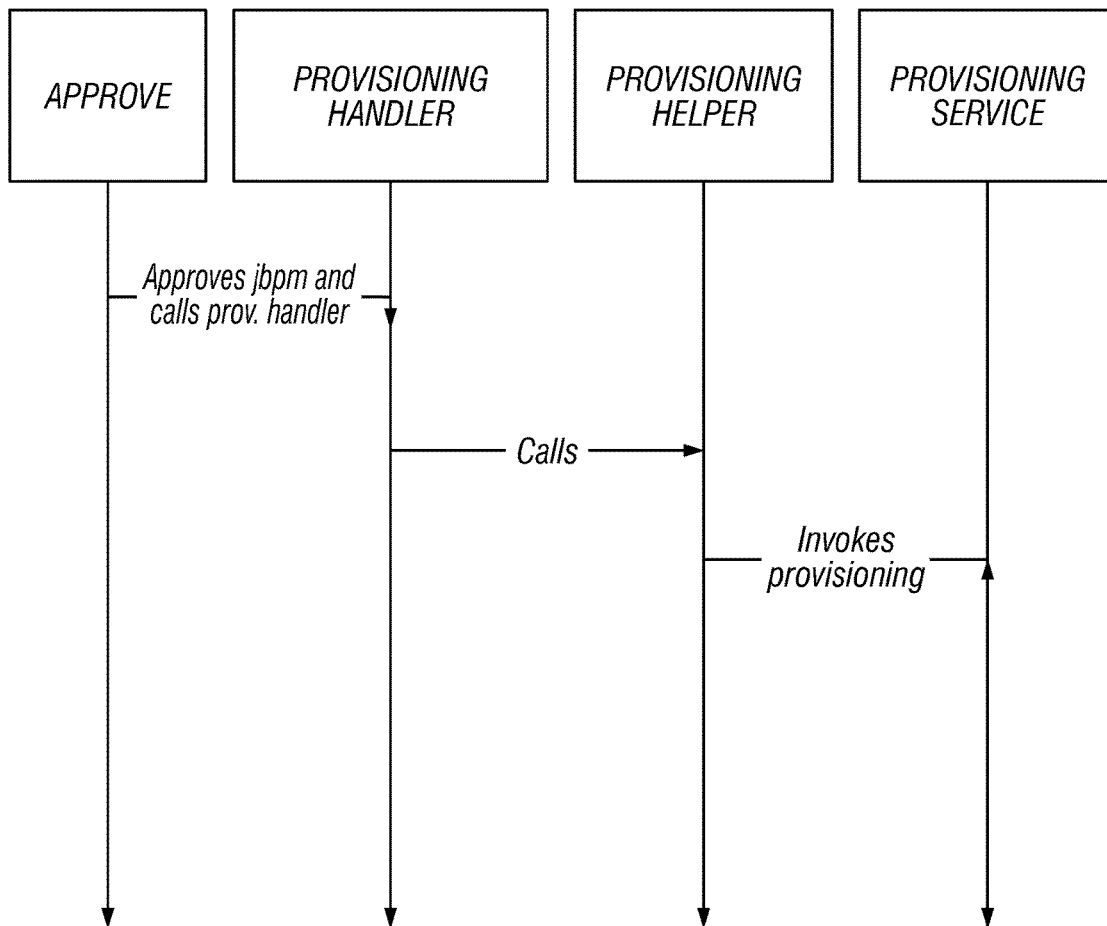 APPROVE
PROVISIONING
HANDLER
PROVISIONING
HELPER
PROVISIONING
SERVICE
Approves jbpm and
calls prov. handler
Calls
Invokes
provisioning